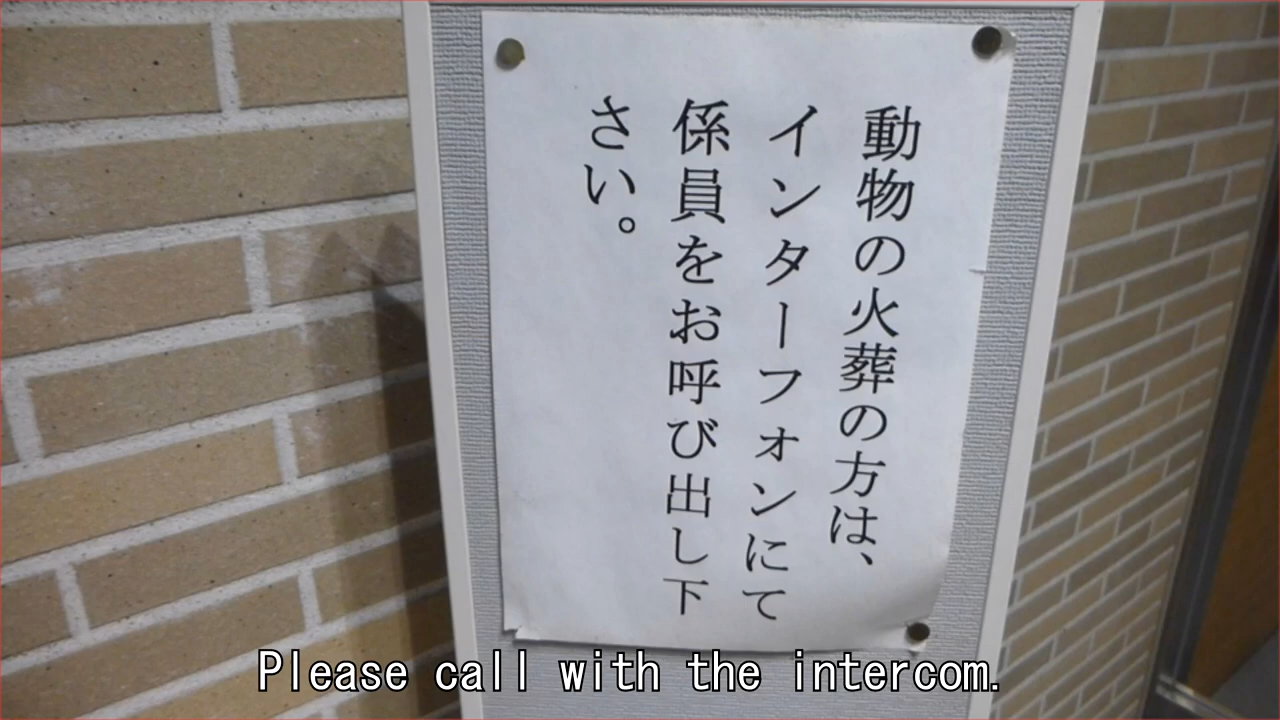 動物の火葬の方は、
インターフォンにて
係員をお呼び出し下
さい。
Please call with the intercom.